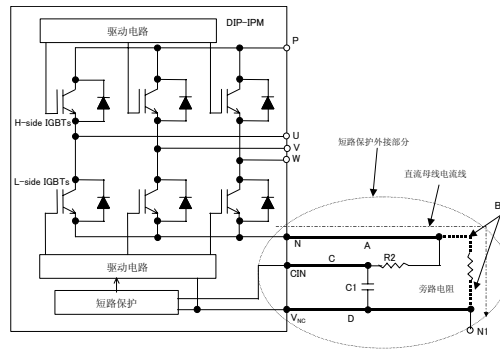 驱动电路
DIP-IPM
P
H-side IGBTs
U
V
W
短路保护外接部分
直流母线电流线
L-side IGBTs
B
N
A
驱动电路
CIN
C
R2
C1
旁路电阻
短路保护
VNC
D
N1